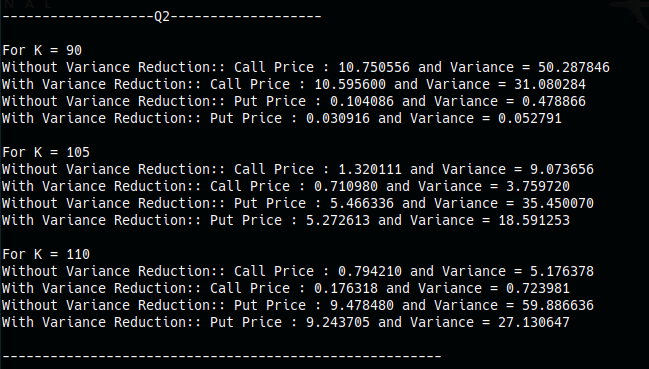 -------------------Q2-------------------
For K = 90
Without Variance Reduction:: Call Price : 10.750556 and Variance = 50.287846
With Variance Reduction:: Call Price : 10.595600 and Variance = 31.080284
Without Variance Reduction:: Put Price : 0.104086 and Variance = 0.478866
With Variance Reduction:: Put Price : 0.030916 and Variance = 0.052791
For K = 105
Without Variance Reduction:: Call Price : 1.320111 and Variance = 9.073656
With Variance Reduction:: Call Price : 0.710980 and Variance = 3.759720
Without Variance Reduction:: Put Price : 5.466336 and Variance = 35.450070
With Variance Reduction:: Put Price : 5.272613 and Variance = 18.591253
For K = 110
Without Variance Reduction:: Call Price : 0.794210 and Variance = 5.176378
With Variance Reduction:: Call Price : 0.176318 and Variance = 0.723981
Without Variance Reduction:: Put Price : 9.478480 and Variance = 59.886636
With Variance Reduction:: Put Price : 9.243705 and Variance = 27.130647
-------------------------------------------------------